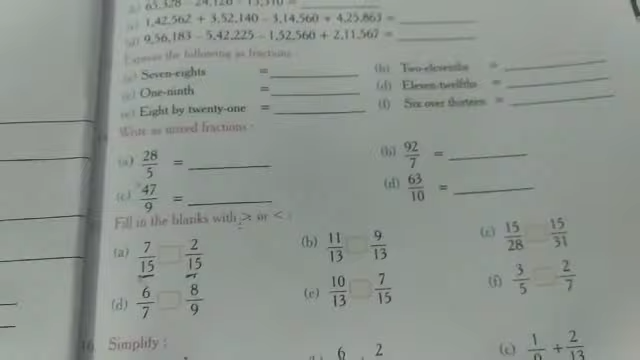 1,42,562 + 3,52,140 − 3,14,560 + 4,25,863 =
9,56,183 − 5,42,225 − 1,52,560 + 2,11,567 =
Express the following as fractions
Seven-eights = (b) Two-elevenths =
One-ninth = (d) Eleven-twelfths =
Eight by twenty-one = (f) Six over thirteen =
Write as mixed fractions :
(a) 28/5 = (b) 92/7 =
(c) 47/9 = (d) 63/10 =
Fill in the blanks with > or < :
(a) 7/15 □ 2/15 (b) 11/13 □ 9/13 (c) 15/28 □ 15/31
(d) 6/7 □ 8/9 (e) 10/13 □ 7/15 (f) 3/5 □ 2/7
Simplify :